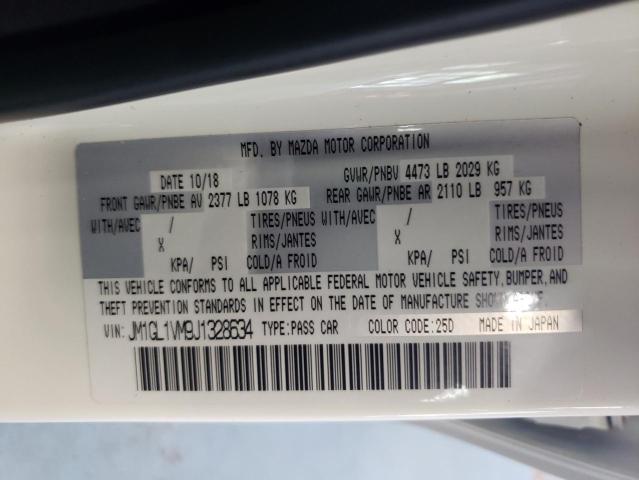 MFD. BY MAZDA MOTOR CORPORATION
DATE 10/18 GVWR/PNBV 4473 LB 2029 KG
FRONT GAWR/PNBE AV 2377 LB 1078 KG REAR GAWR/PNBE AR 2110 LB 957 KG
WITH/AVEC / TIRES/PNEUS WITH/AVEC / TIRES/PNEUS
X RIMS/JANTES X RIMS/JANTES
KPA/ PSI COLD/A FROID KPA/ PSI COLD/A FROID
THIS VEHICLE CONFORMS TO ALL APPLICABLE FEDERAL MOTOR VEHICLE SAFETY, BUMPER, AND
THEFT PREVENTION STANDARDS IN EFFECT ON THE DATE OF MANUFACTURE SHOWN ABOVE.
VIN: JM1GL1VM9J1328634 TYPE:PASS CAR COLOR CODE:25D MADE IN JAPAN